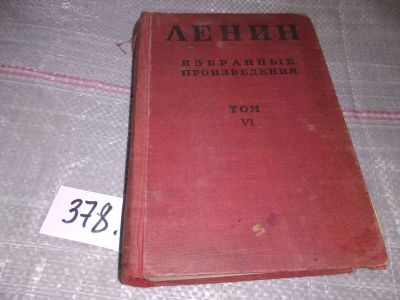 ЛЕНИН
ИЗБРАННЫЕ
ПРОИЗВЕДЕНИЯ
ТОМ
VI
378.